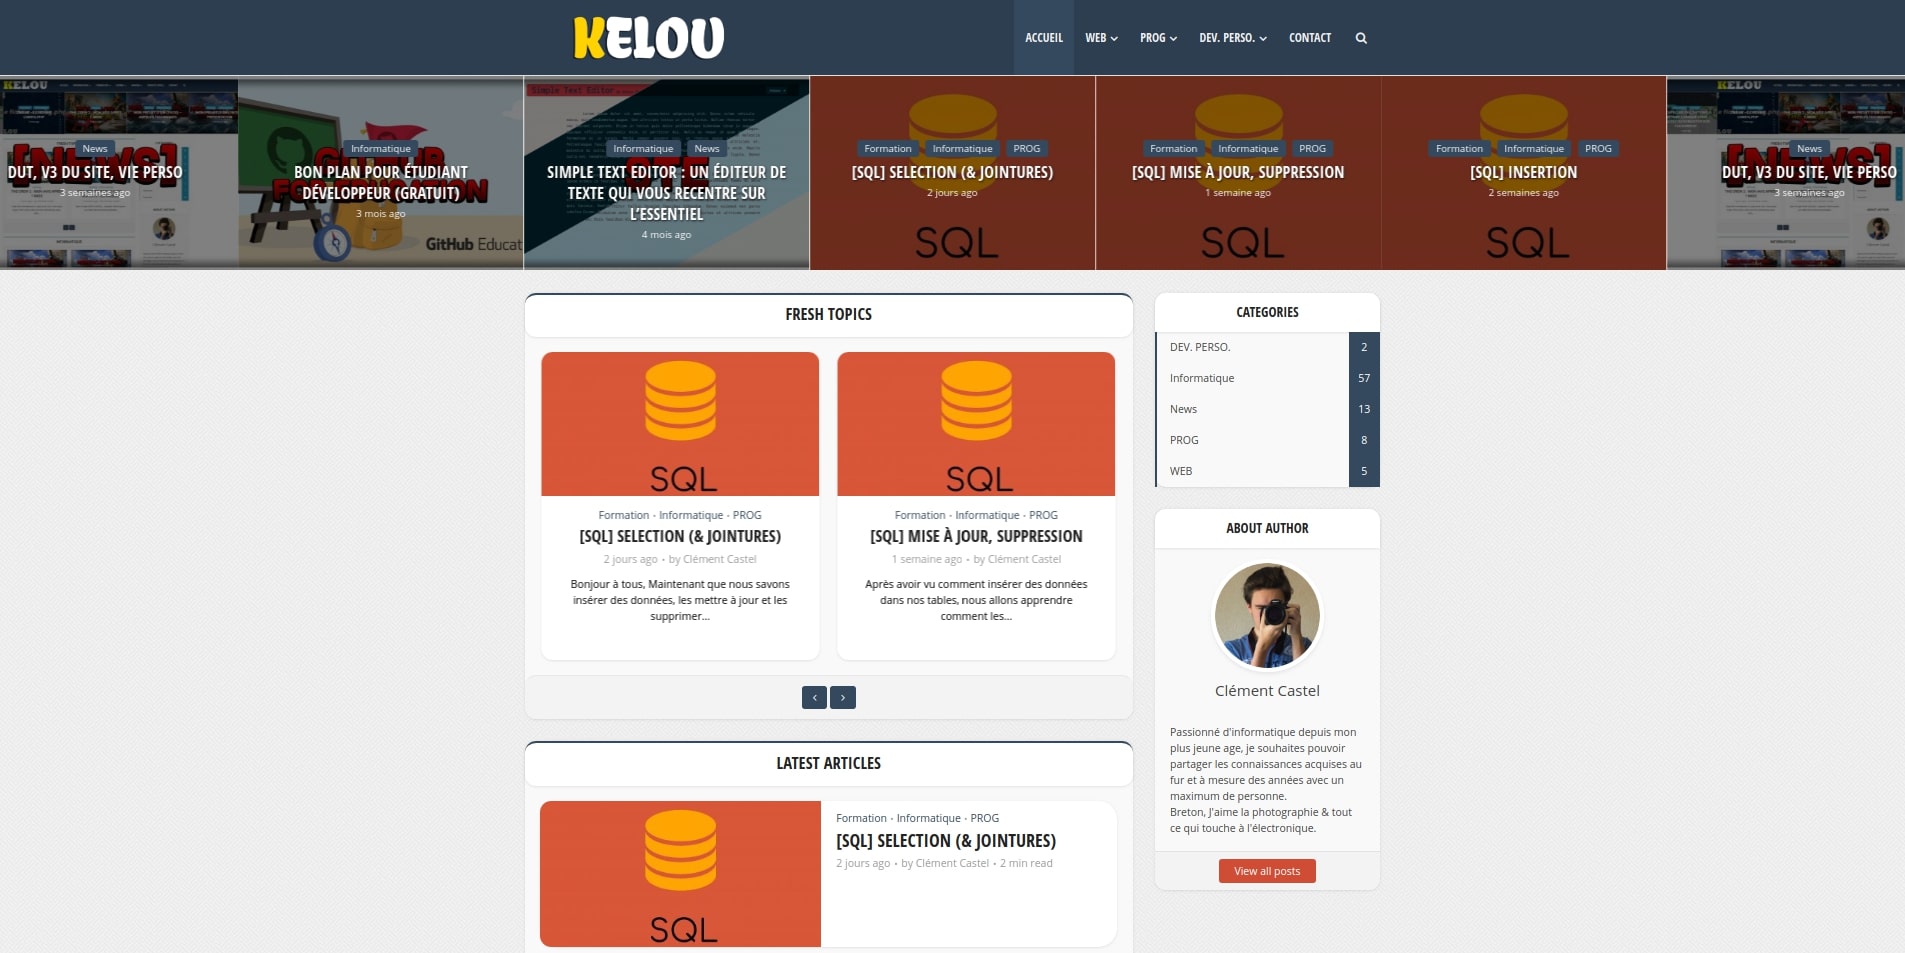 KELOU
ACCUEIL
WEB
PROG
DEV. PERSO.
CONTACT
KELOU
News
[NEWS]
DUT, V3 DU SITE, VIE PERSO
3 semaines ago
Informatique
BON PLAN POUR ÉTUDIANT
DÉVELOPPEUR (GRATUIT)
3 mois ago
GitHub Educat
Simple Text Editor
Informatique
News
SIMPLE TEXT EDITOR : UN ÉDITEUR DE
TEXTE QUI VOUS RECENTRE SUR
L'ESSENTIEL
4 mois ago
Formation
Informatique
PROG
[SQL] SELECTION (& JOINTURES)
2 jours ago
SQL
Formation
Informatique
PROG
[SQL] MISE À JOUR, SUPPRESSION
1 semaine ago
SQL
Formation
Informatique
PROG
[SQL] INSERTION
2 semaines ago
SQL
KELOU
News
[NEWS]
DUT, V3 DU SITE, VIE PERSO
3 semaines ago
FRESH TOPICS
SQL
Formation • Informatique • PROG
[SQL] SELECTION (& JOINTURES)
2 jours ago • by Clément Castel
Bonjour à tous, Maintenant que nous savons
insérer des données, les mettre à jour et les
supprimer...
SQL
Formation • Informatique • PROG
[SQL] MISE À JOUR, SUPPRESSION
1 semaine ago • by Clément Castel
Après avoir vu comment insérer des données
dans nos tables, nous allons apprendre
comment les...
‹ ›
LATEST ARTICLES
SQL
Formation • Informatique • PROG
[SQL] SELECTION (& JOINTURES)
2 jours ago • by Clément Castel • 2 min read
CATEGORIES
DEV. PERSO. 2
Informatique 57
News 13
PROG 8
WEB 5
ABOUT AUTHOR
Clément Castel
Passionné d'informatique depuis mon
plus jeune age, je souhaites pouvoir
partager les connaissances acquises au
fur et à mesure des années avec un
maximum de personne.
Breton, J'aime la photographie & tout
ce qui touche à l'électronique.
View all posts